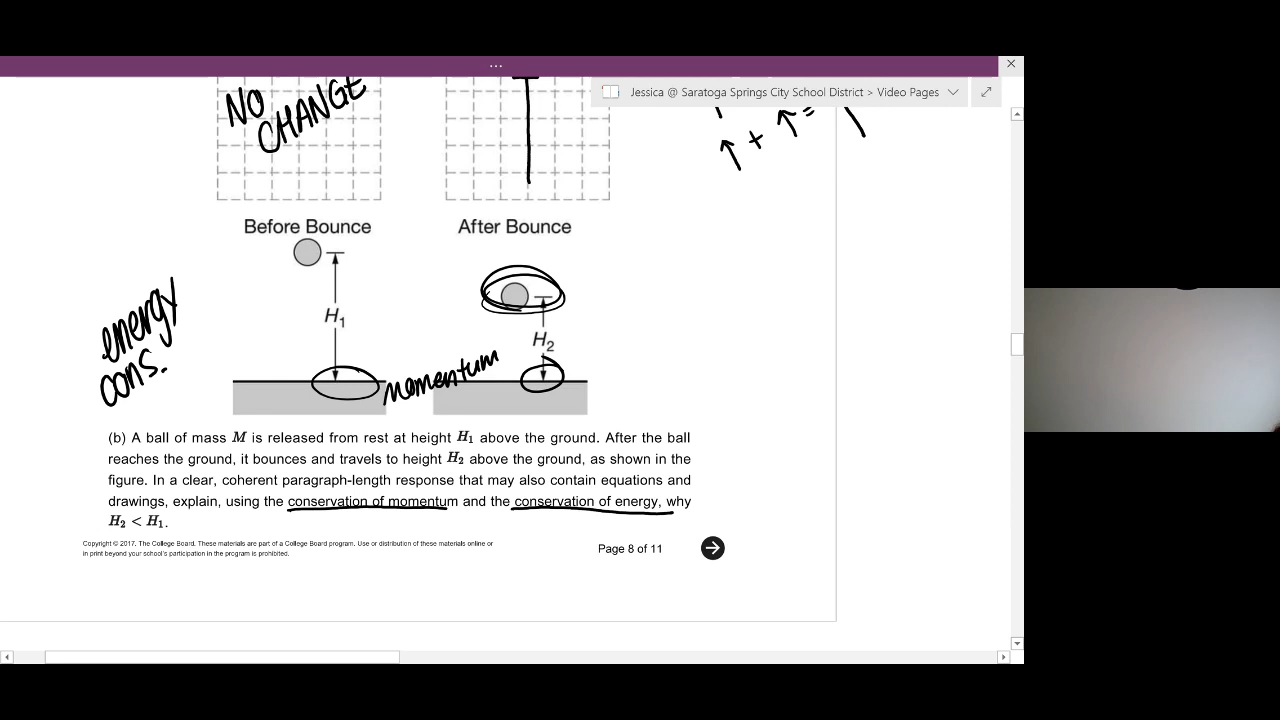 ...
Jessica @ Saratoga Springs City School District > Video Pages
NO
CHANGE
↑ + ↑ =
Before Bounce
After Bounce
H₁
H₂
energy
cons.
momentum
(b) A ball of mass M is released from rest at height H₁ above the ground. After the ball
reaches the ground, it bounces and travels to height H₂ above the ground, as shown in the
figure. In a clear, coherent paragraph-length response that may also contain equations and
drawings, explain, using the conservation of momentum and the conservation of energy, why
H₂ < H₁.
Copyright © 2017. The College Board. These materials are part of a College Board program. Use or distribution of these materials online or
in print beyond your school's participation in the program is prohibited.
Page 8 of 11